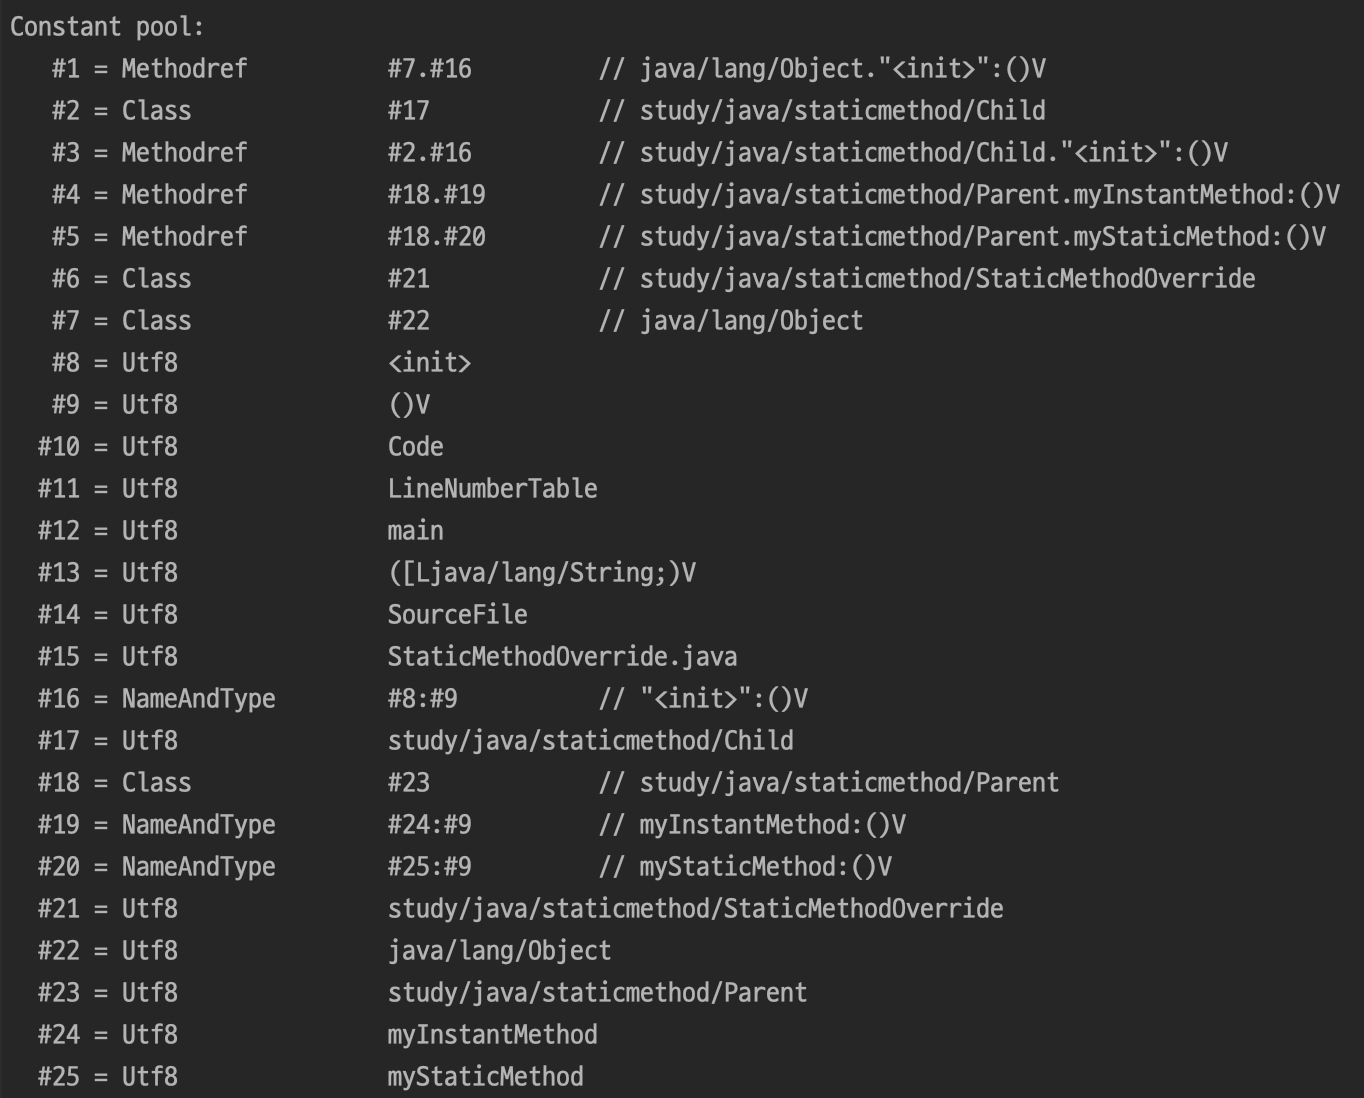 Constant pool:
   #1 = Methodref          #7.#16         // java/lang/Object."<init>":()V
   #2 = Class              #17            // study/java/staticmethod/Child
   #3 = Methodref          #2.#16         // study/java/staticmethod/Child."<init>":()V
   #4 = Methodref          #18.#19        // study/java/staticmethod/Parent.myInstantMethod:()V
   #5 = Methodref          #18.#20        // study/java/staticmethod/Parent.myStaticMethod:()V
   #6 = Class              #21            // study/java/staticmethod/StaticMethodOverride
   #7 = Class              #22            // java/lang/Object
   #8 = Utf8               <init>
   #9 = Utf8               ()V
  #10 = Utf8               Code
  #11 = Utf8               LineNumberTable
  #12 = Utf8               main
  #13 = Utf8               ([Ljava/lang/String;)V
  #14 = Utf8               SourceFile
  #15 = Utf8               StaticMethodOverride.java
  #16 = NameAndType        #8:#9          // "<init>":()V
  #17 = Utf8               study/java/staticmethod/Child
  #18 = Class              #23            // study/java/staticmethod/Parent
  #19 = NameAndType        #24:#9         // myInstantMethod:()V
  #20 = NameAndType        #25:#9         // myStaticMethod:()V
  #21 = Utf8               study/java/staticmethod/StaticMethodOverride
  #22 = Utf8               java/lang/Object
  #23 = Utf8               study/java/staticmethod/Parent
  #24 = Utf8               myInstantMethod
  #25 = Utf8               myStaticMethod